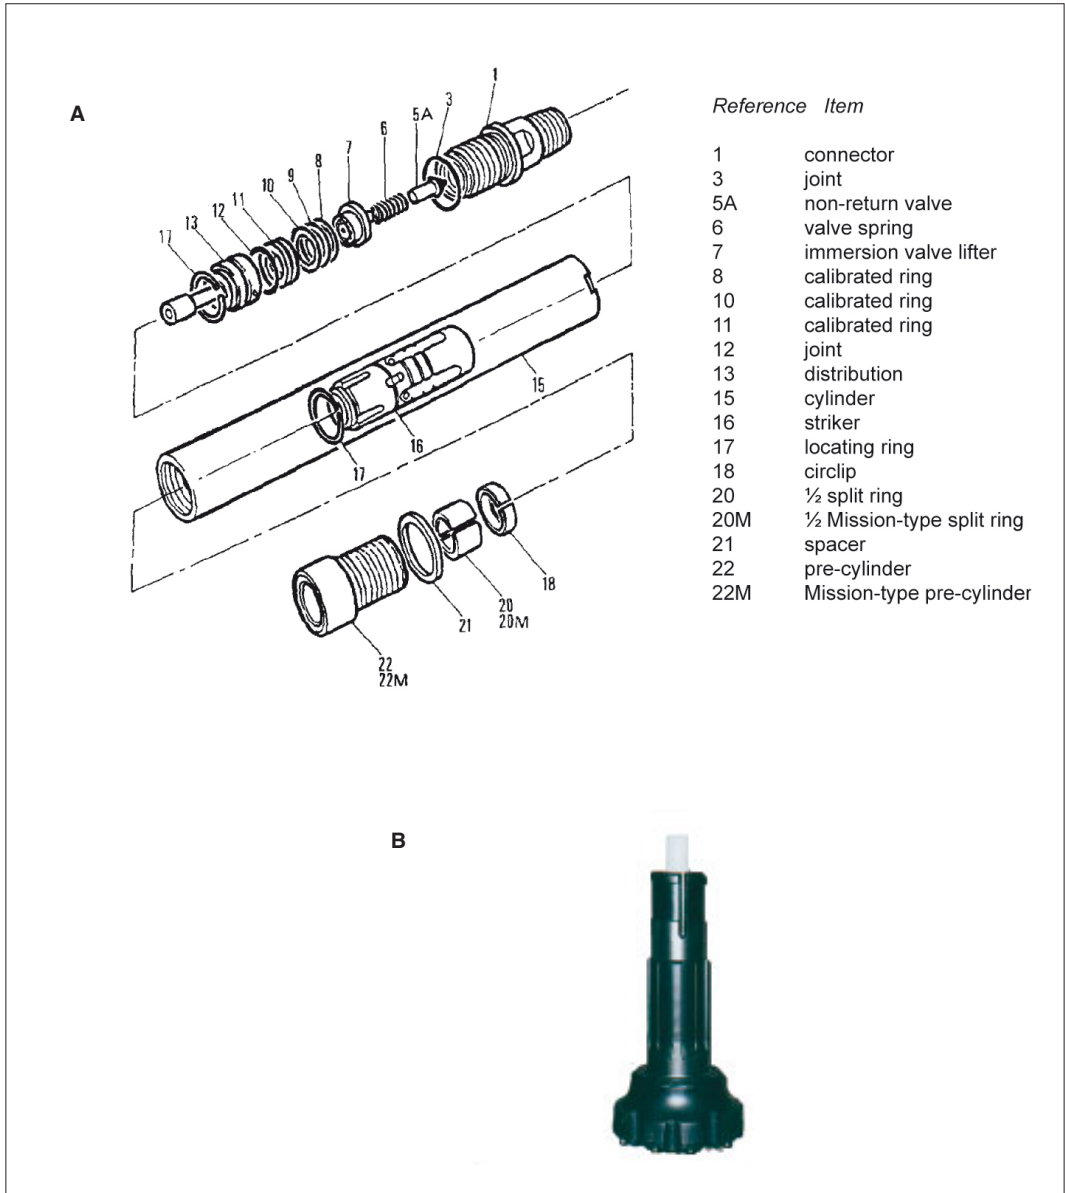 A
1
3
5A
6
7
8
9
10
11
12
13
17
15
16
17
18
20
20M
21
22
22M
Reference Item
1 connector
3 joint
5A non-return valve
6 valve spring
7 immersion valve lifter
8 calibrated ring
10 calibrated ring
11 calibrated ring
12 joint
13 distribution
15 cylinder
16 striker
17 locating ring
18 circlip
20 ½ split ring
20M ½ Mission-type split ring
21 spacer
22 pre-cylinder
22M Mission-type pre-cylinder
B